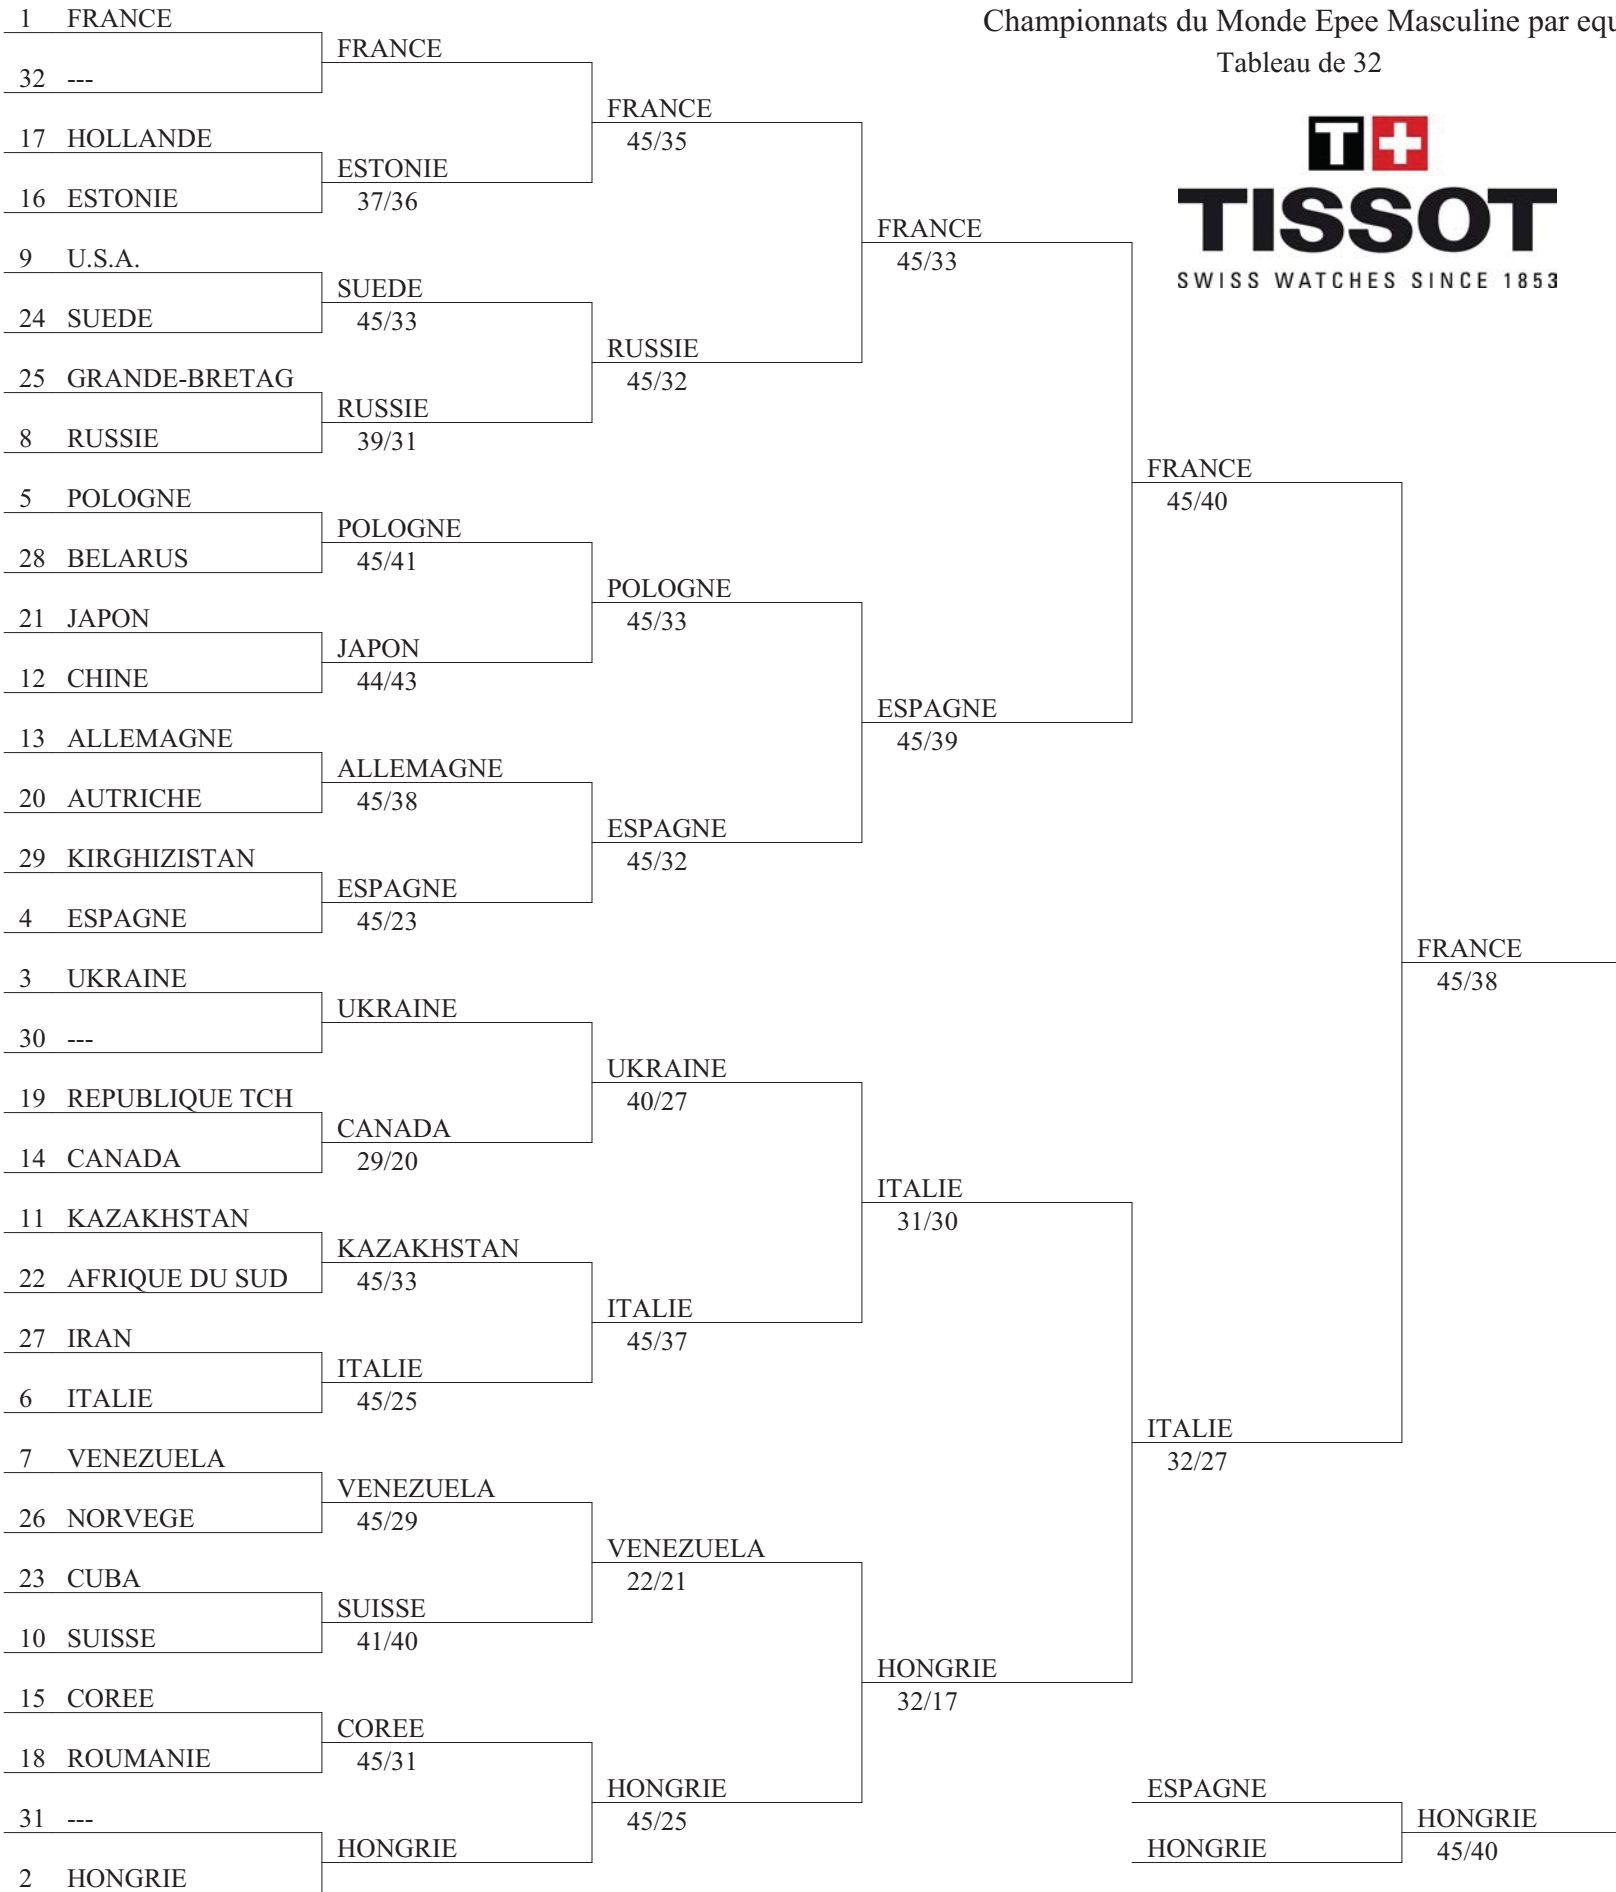 Championnats du Monde Epee Masculine par equ
Tableau de 32
T+
TISSOT
SWISS WATCHES SINCE 1853
1 FRANCE
32 ---
17 HOLLANDE
16 ESTONIE
9 U.S.A.
24 SUEDE
25 GRANDE-BRETAG
8 RUSSIE
5 POLOGNE
28 BELARUS
21 JAPON
12 CHINE
13 ALLEMAGNE
20 AUTRICHE
29 KIRGHIZISTAN
4 ESPAGNE
3 UKRAINE
30 ---
19 REPUBLIQUE TCH
14 CANADA
11 KAZAKHSTAN
22 AFRIQUE DU SUD
27 IRAN
6 ITALIE
7 VENEZUELA
26 NORVEGE
23 CUBA
10 SUISSE
15 COREE
18 ROUMANIE
31 ---
2 HONGRIE
FRANCE
ESTONIE
37/36
SUEDE
45/33
RUSSIE
39/31
POLOGNE
45/41
JAPON
44/43
ALLEMAGNE
45/38
ESPAGNE
45/23
UKRAINE
CANADA
29/20
KAZAKHSTAN
45/33
ITALIE
45/25
VENEZUELA
45/29
SUISSE
41/40
COREE
45/31
HONGRIE
FRANCE
45/35
RUSSIE
45/32
POLOGNE
45/33
ESPAGNE
45/32
UKRAINE
40/27
ITALIE
45/37
VENEZUELA
22/21
HONGRIE
45/25
FRANCE
45/33
ESPAGNE
45/39
ITALIE
31/30
HONGRIE
32/17
FRANCE
45/40
ITALIE
32/27
FRANCE
45/38
ESPAGNE
HONGRIE
HONGRIE
45/40